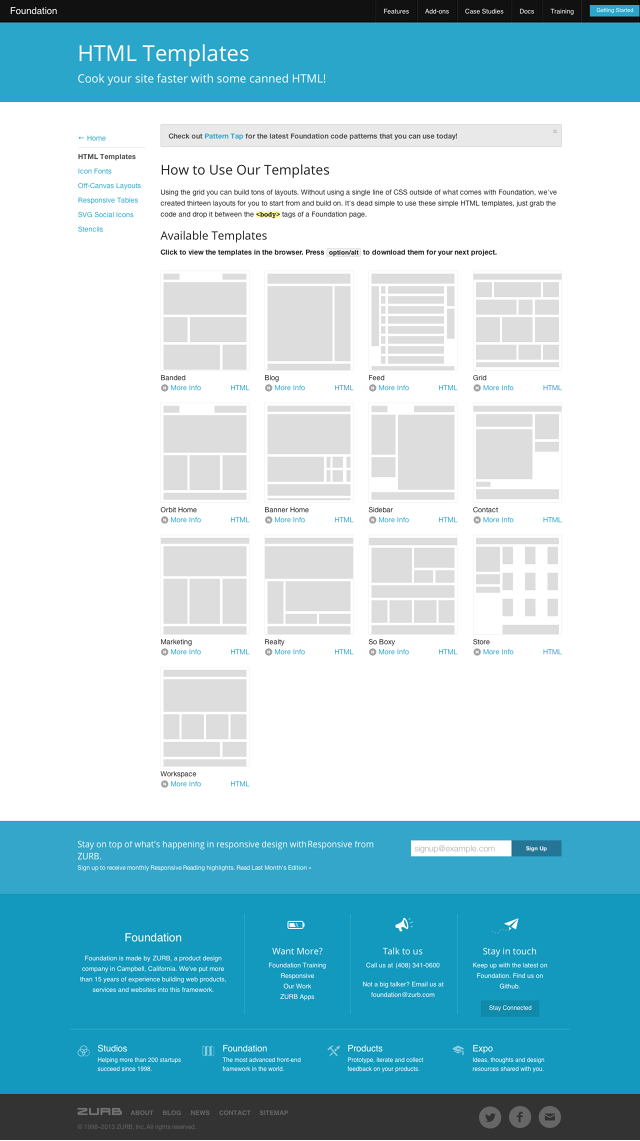 Foundation
Features
Add-ons
Case Studies
Docs
Training
Getting Started
HTML Templates
Cook your site faster with some canned HTML!
← Home
HTML Templates
Icon Fonts
Off-Canvas Layouts
Responsive Tables
SVG Social Icons
Stencils
Check out Pattern Tap for the latest Foundation code patterns that you can use today!
×
How to Use Our Templates
Using the grid you can build tons of layouts. Without using a single line of CSS outside of what comes with Foundation, we've
created thirteen layouts for you to start from and build on. It's dead simple to use these simple HTML templates, just grab the
code and drop it between the <body> tags of a Foundation page.
Available Templates
Click to view the templates in the browser. Press option/alt to download them for your next project.
Banded
More Info HTML
Blog
More Info HTML
Feed
More Info HTML
Grid
More Info HTML
Orbit Home
More Info HTML
Banner Home
More Info HTML
Sidebar
More Info HTML
Contact
More Info HTML
Marketing
More Info HTML
Realty
More Info HTML
So Boxy
More Info HTML
Store
More Info HTML
Workspace
More Info HTML
Stay on top of what's happening in responsive design withResponsive from
ZURB.
Sign up to receive monthly Responsive Reading highlights. Read Last Month's Edition »
signup@example.com
Sign Up
Foundation
Foundation is made by ZURB, a product design
company in Campbell, California. We've put more
than 15 years of experience building web products,
services and websites into this framework.
Want More?
Foundation Training
Responsive
Our Work
ZURB Apps
Talk to us
Call us at (408) 341-0600
Not a big talker? Email us at
foundation@zurb.com
Stay in touch
Keep up with the latest on
Foundation. Find us on
Github.
Stay Connected
Studios
Helping more than 200 startups
succeed since 1998.
Foundation
The most advanced front-end
framework in the world.
Products
Prototype, iterate and collect
feedback on your products.
Expo
Ideas, thoughts and design
resources shared with you.
ZURB
ABOUT
BLOG
NEWS
CONTACT
SITEMAP
© 1998–2013 ZURB, Inc. All rights reserved.